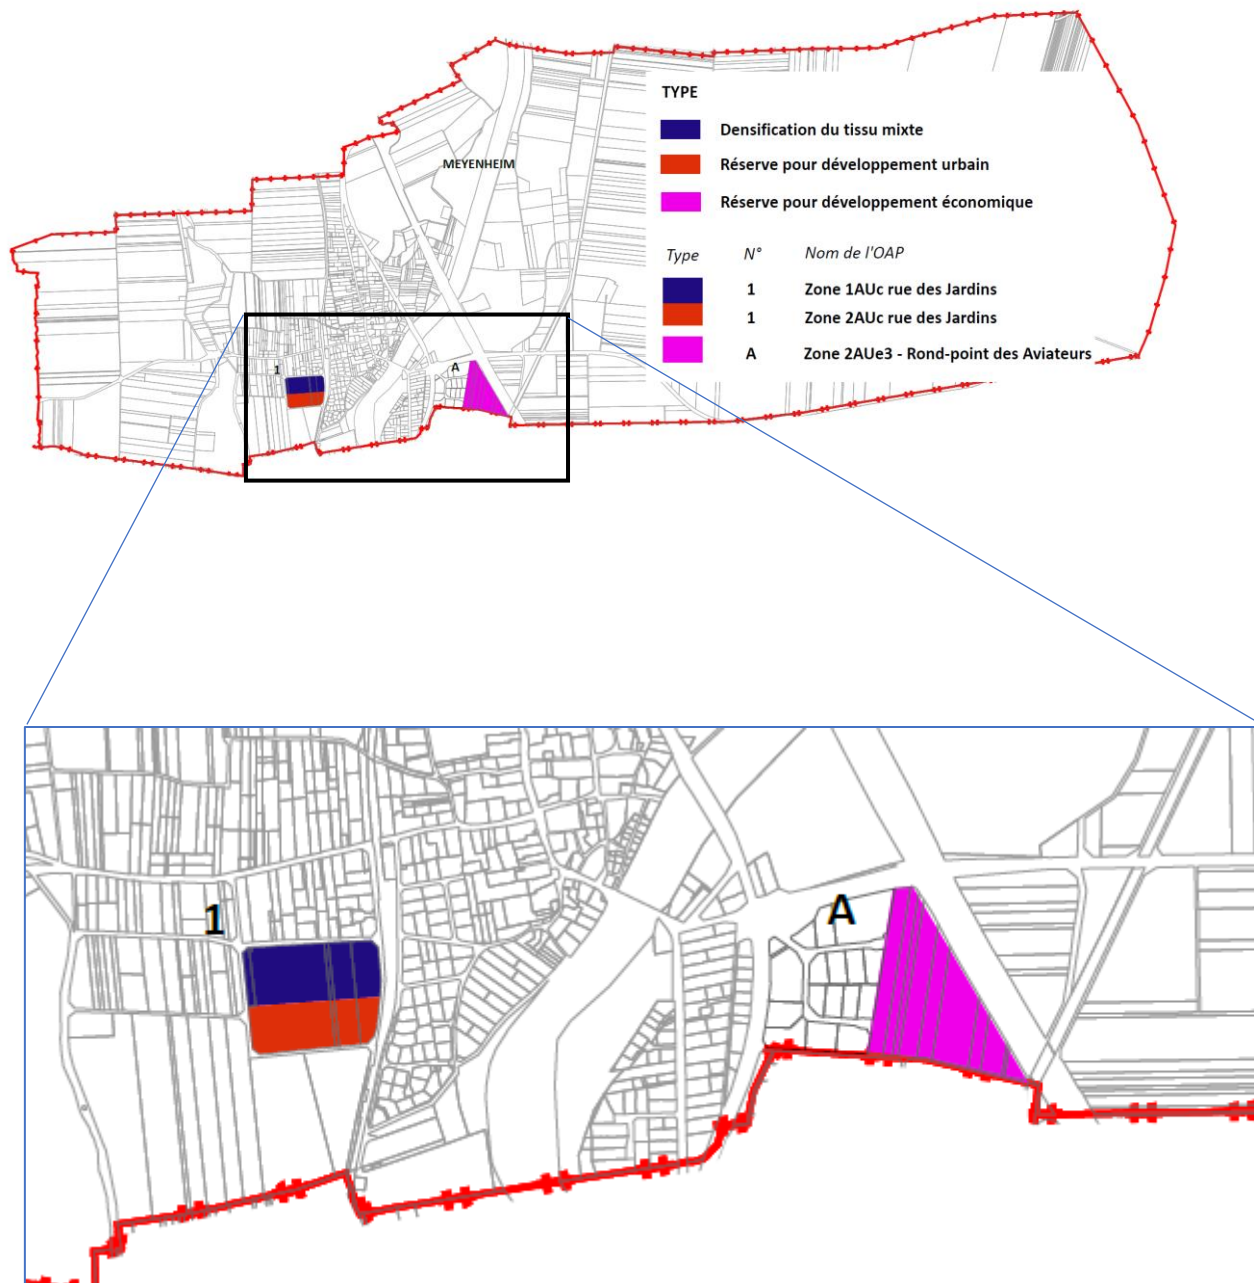 TYPE
Densification du tissu mixte
MEYENHEIM
Réserve pour développement urbain
Réserve pour développement économique
Type N° Nom de l'OAP
1 Zone 1AUc rue des Jardins
1 Zone 2AUc rue des Jardins
A Zone 2AUe3 - Rond-point des Aviateurs
1
A
1
A